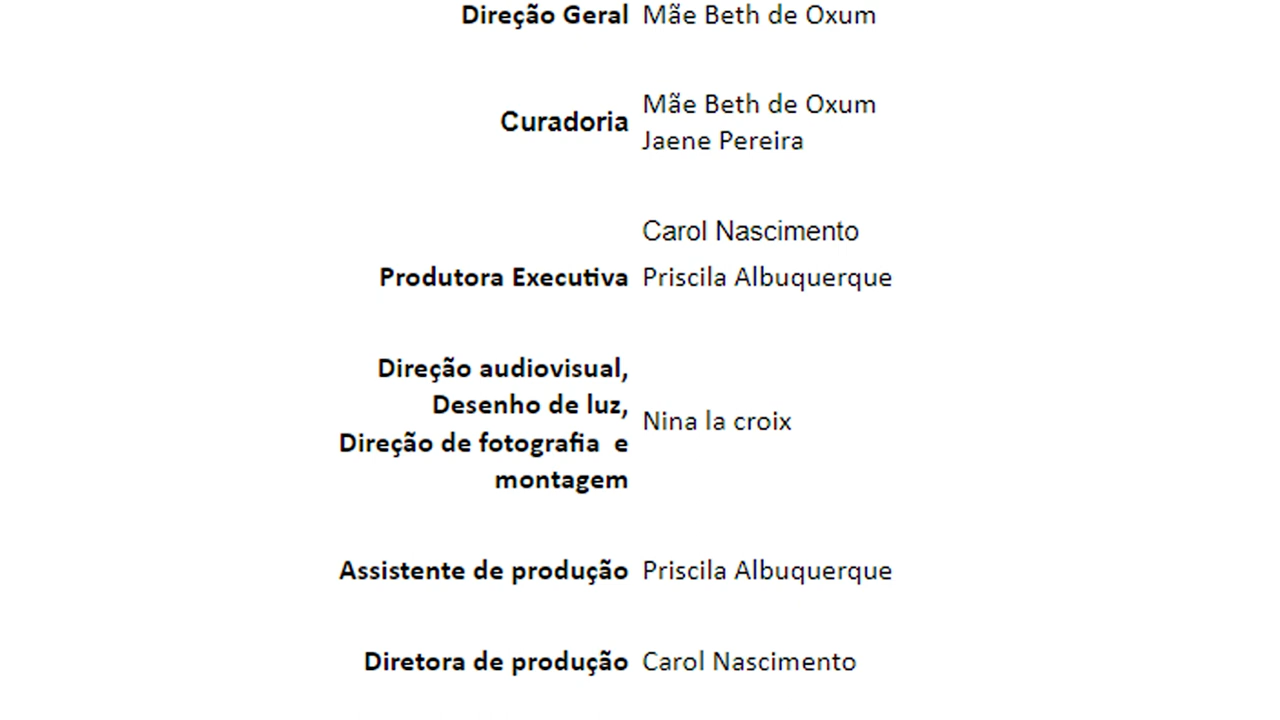 Direção Geral Mãe Beth de Oxum
Curadoria Mãe Beth de Oxum
Jaene Pereira
Carol Nascimento
Produtora Executiva Priscila Albuquerque
Direção audiovisual,
Desenho de luz,
Nina la croix
Direção de fotografia e
montagem
Assistente de produção Priscila Albuquerque
Diretora de produção Carol Nascimento